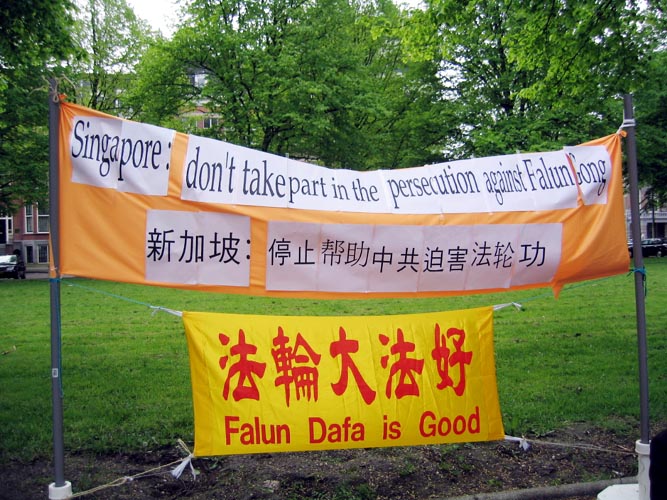 Singapore: don't take part in the persecution against Falun Gong
新加坡：停止帮助中共迫害法轮功
法輪大法好
Falun Dafa is Good